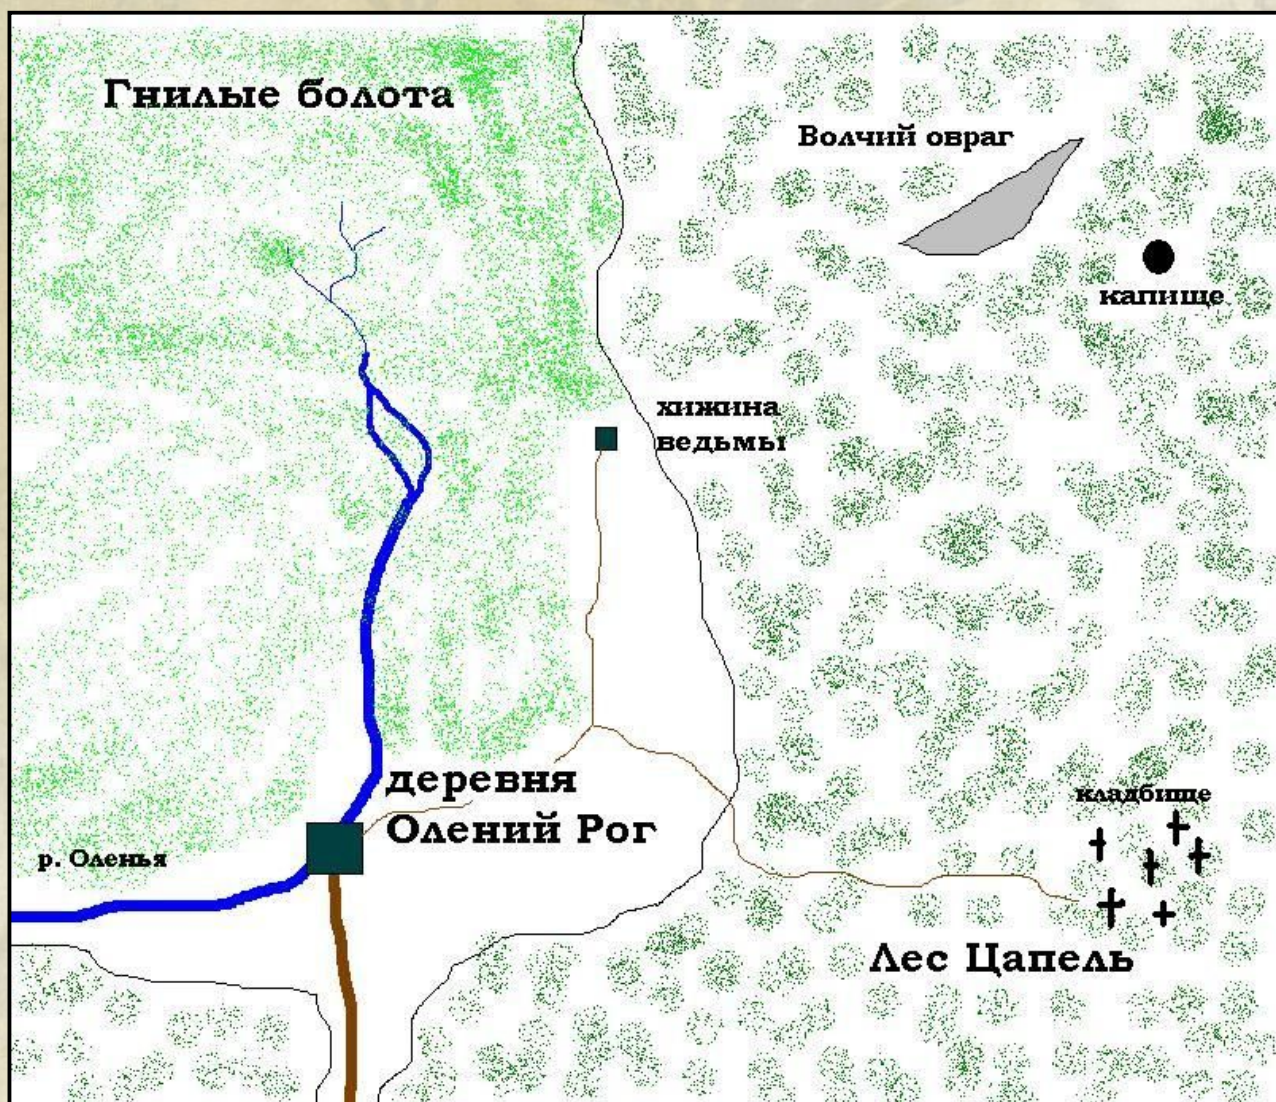 Гнилые болота
Волчий овраг
капище
хижина
ведьмы
деревня
Олений Рог
кладбище
р. Оленья
Лес Цапель